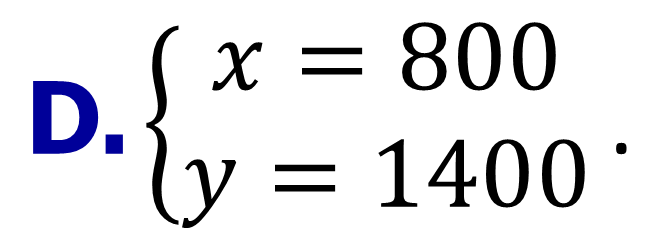 D. { x = 800
y = 1400 .